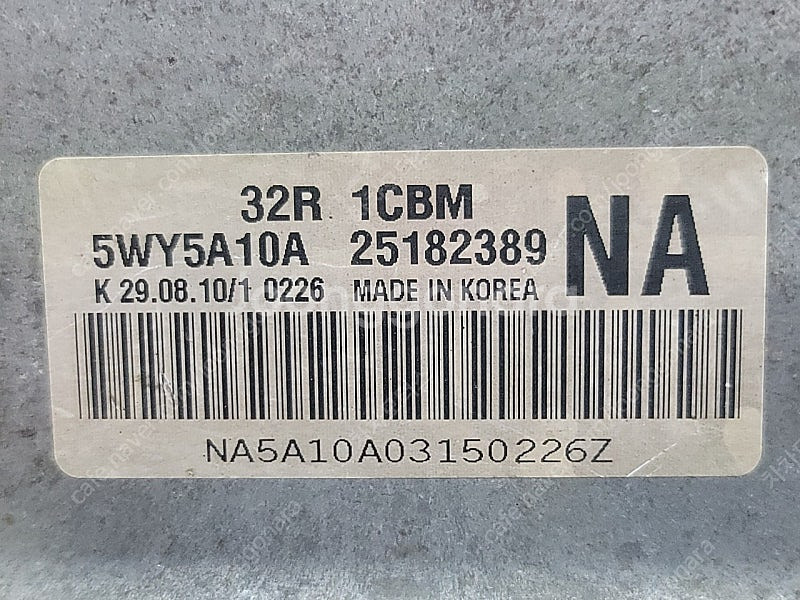 32R 1CBM
5WY5A10A 25182389 NA
K 29.08.10/1 0226 MADE IN KOREA
NA5A10A03150226Z